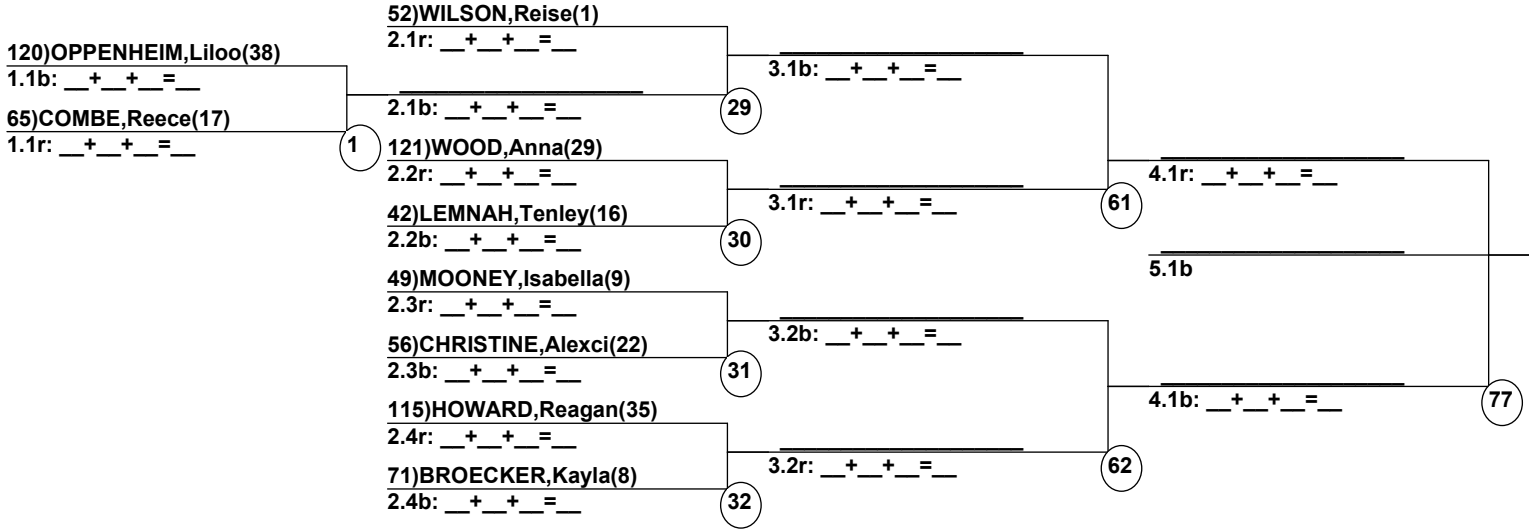 120)OPPENHEIM,Liloo(38)
1.1b: __+__+__=__
65)COMBE,Reece(17)
1.1r: __+__+__=__
1
52)WILSON,Reise(1)
2.1r: __+__+__=__
2.1b: __+__+__=__
29
121)WOOD,Anna(29)
2.2r: __+__+__=__
42)LEMNAH,Tenley(16)
2.2b: __+__+__=__
30
49)MOONEY,Isabella(9)
2.3r: __+__+__=__
56)CHRISTINE,Alexci(22)
2.3b: __+__+__=__
31
115)HOWARD,Reagan(35)
2.4r: __+__+__=__
71)BROECKER,Kayla(8)
2.4b: __+__+__=__
32
3.1b: __+__+__=__
3.1r: __+__+__=__
61
3.2b: __+__+__=__
3.2r: __+__+__=__
62
4.1r: __+__+__=__
5.1b
4.1b: __+__+__=__
77